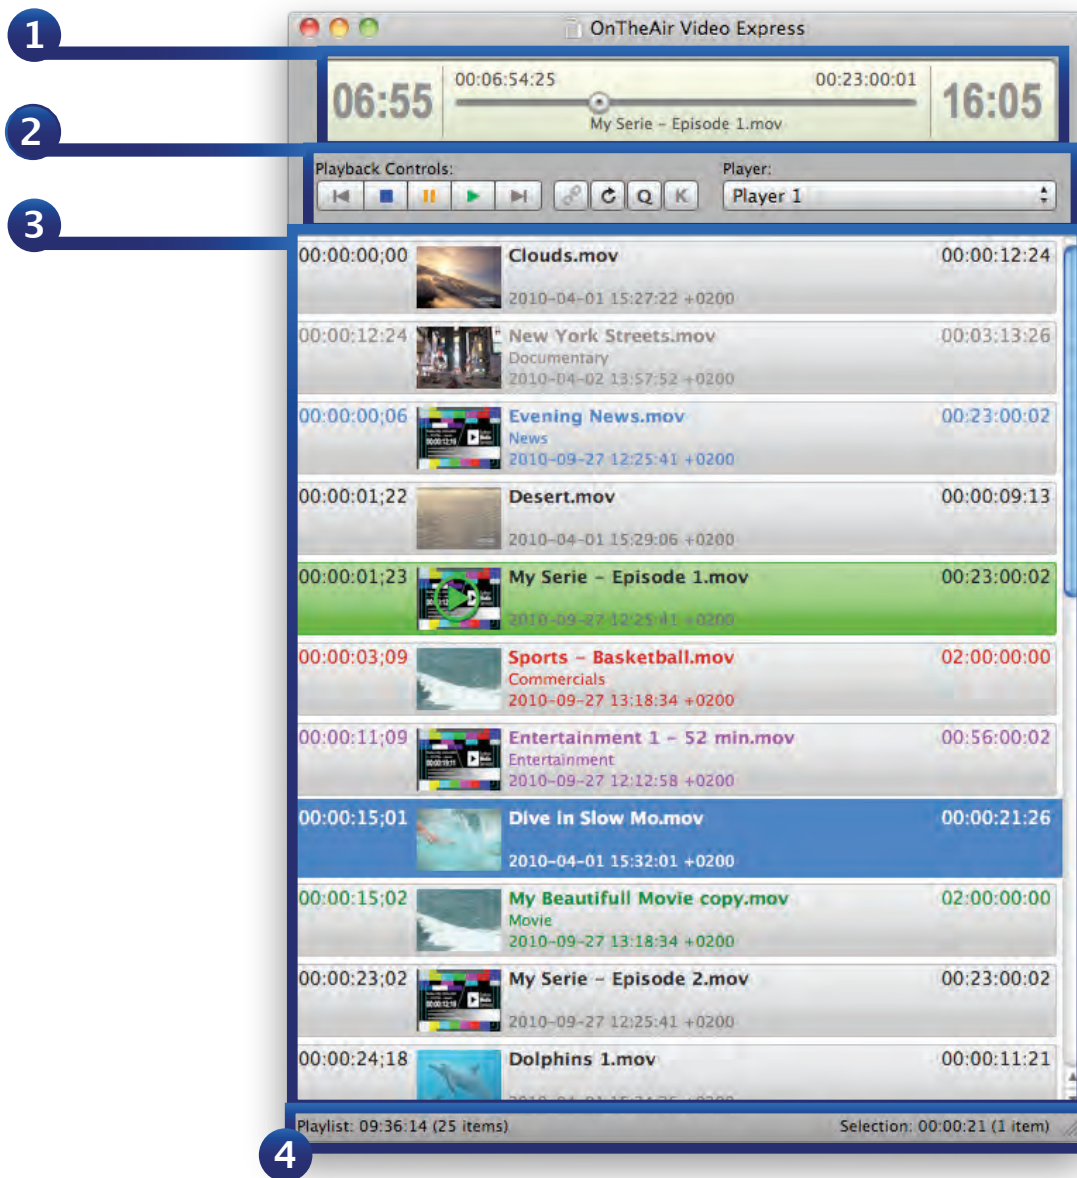 OnTheAir Video Express
1
06:55
00:06:54:25
00:23:00:01
My Serie – Episode 1.mov
16:05
2
Playback Controls:
Player:
Q
K
Player 1
3
00:00:00;00 Clouds.mov 00:00:12:24
2010-04-01 15:27:22 +0200
00:00:12:24 New York Streets.mov 00:03:13:26
Documentary
2010-04-02 13:57:52 +0200
00:00:00;06 Evening News.mov 00:23:00:02
News
2010-09-27 12:25:41 +0200
00:00:01;22 Desert.mov 00:00:09:13
2010-04-01 15:29:06 +0200
00:00:01;23 My Serie – Episode 1.mov 00:23:00:02
2010-09-27 12:25:41 +0200
00:00:03;09 Sports – Basketball.mov 02:00:00:00
Commercials
2010-09-27 13:18:34 +0200
00:00:11;09 Entertainment 1 – 52 min.mov 00:56:00:02
Entertainment
2010-09-27 12:12:58 +0200
00:00:15;01 Dive in Slow Mo.mov 00:00:21:26
2010-04-01 15:32:01 +0200
00:00:15;02 My Beautifull Movie copy.mov 02:00:00:00
Movie
2010-09-27 13:18:34 +0200
00:00:23;02 My Serie – Episode 2.mov 00:23:00:02
2010-09-27 12:25:41 +0200
00:00:24;18 Dolphins 1.mov 00:00:11:21
Playlist: 09:36:14 (25 items)
Selection: 00:00:21 (1 item)
4